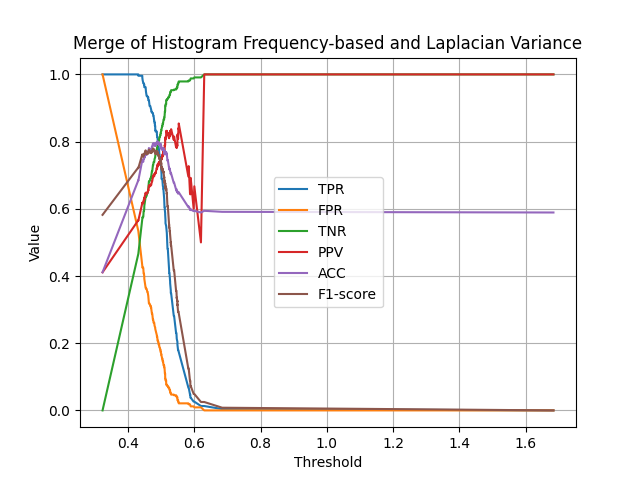 Merge of Histogram Frequency-based and Laplacian Variance
1.0
0.8
0.6
0.4
0.2
0.0
Value
TPR
FPR
TNR
PPV
ACC
F1-score
0.4 0.6 0.8 1.0 1.2 1.4 1.6
Threshold